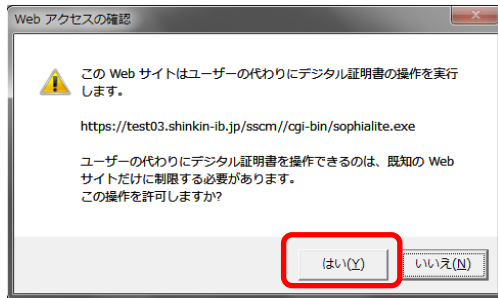 Web アクセスの確認
この Web サイトはユーザーの代わりにデジタル証明書の操作を実行
します。
https://test03.shinkin-ib.jp/sscm//cgi-bin/sophialite.exe
ユーザーの代わりにデジタル証明書を操作できるのは、既知の Web
サイトだけに制限する必要があります。
この操作を許可しますか?
はい(Y) いいえ(N)